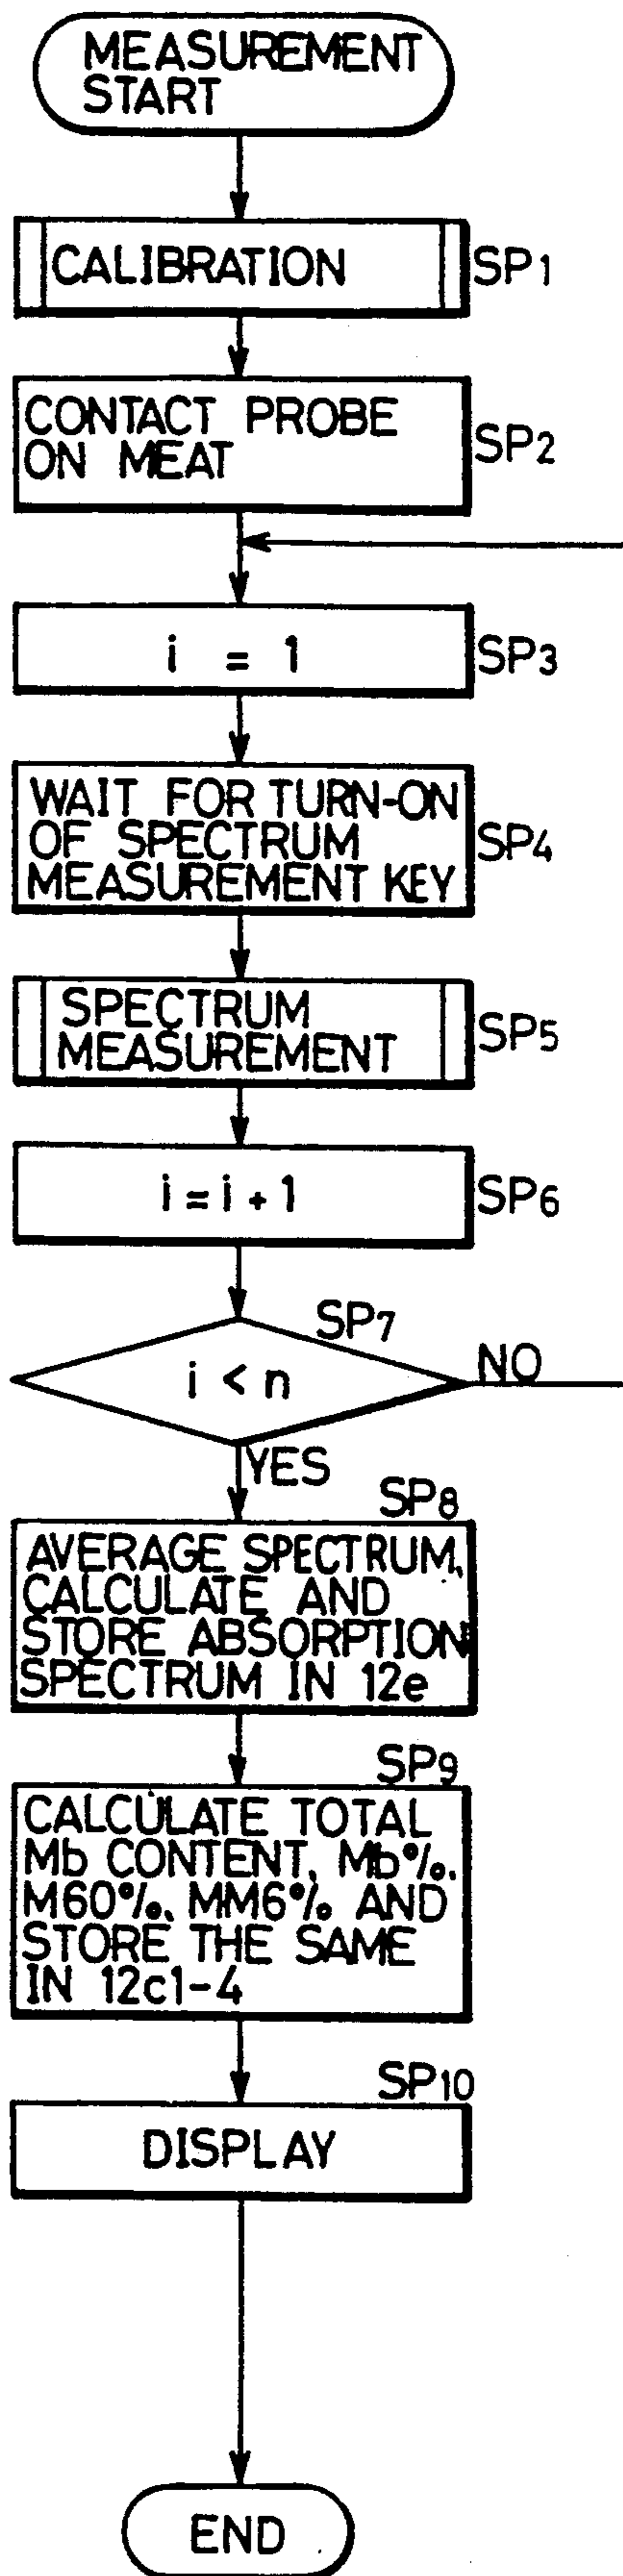 MEASUREMENT
START
CALIBRATION
SP1
CONTACT PROBE
ON MEAT
SP2
i = 1
SP3
WAIT FOR TURN-ON
OF SPECTRUM
MEASUREMENT KEY
SP4
SPECTRUM
MEASUREMENT
SP5
i = i + 1
SP6
SP7
i < n
NO
YES
SP8
AVERAGE SPECTRUM,
CALCULATE AND
STORE ABSORPTION
SPECTRUM IN 12e
SP9
CALCULATE TOTAL
Mb CONTENT, Mb%,
M60%, MM6% AND
STORE THE SAME
IN 12c1-4
SP10
DISPLAY
END